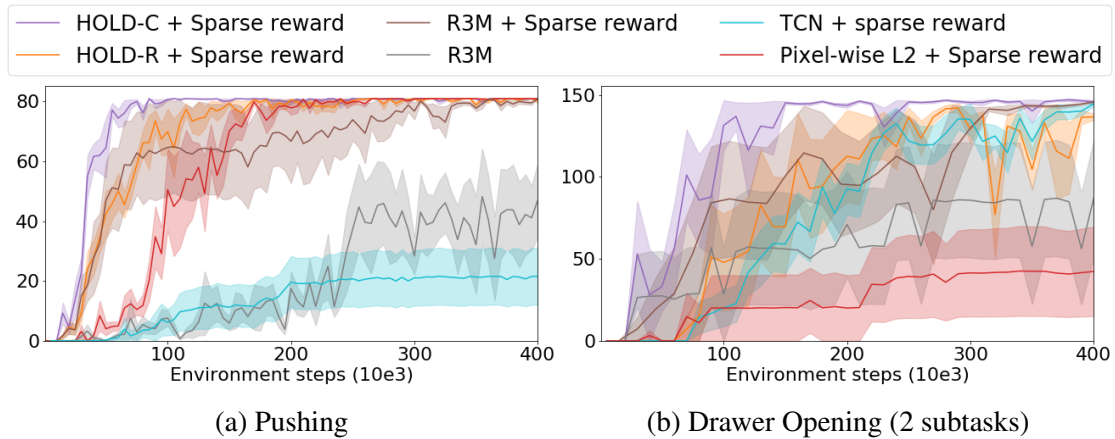 HOLD-C + Sparse reward
HOLD-R + Sparse reward
R3M + Sparse reward
R3M
TCN + sparse reward
Pixel-wise L2 + Sparse reward
80
60
40
20
0
100 200 300 400
Environment steps (10e3)
(a) Pushing
150
100
50
0
100 200 300 400
Environment steps (10e3)
(b) Drawer Opening (2 subtasks)